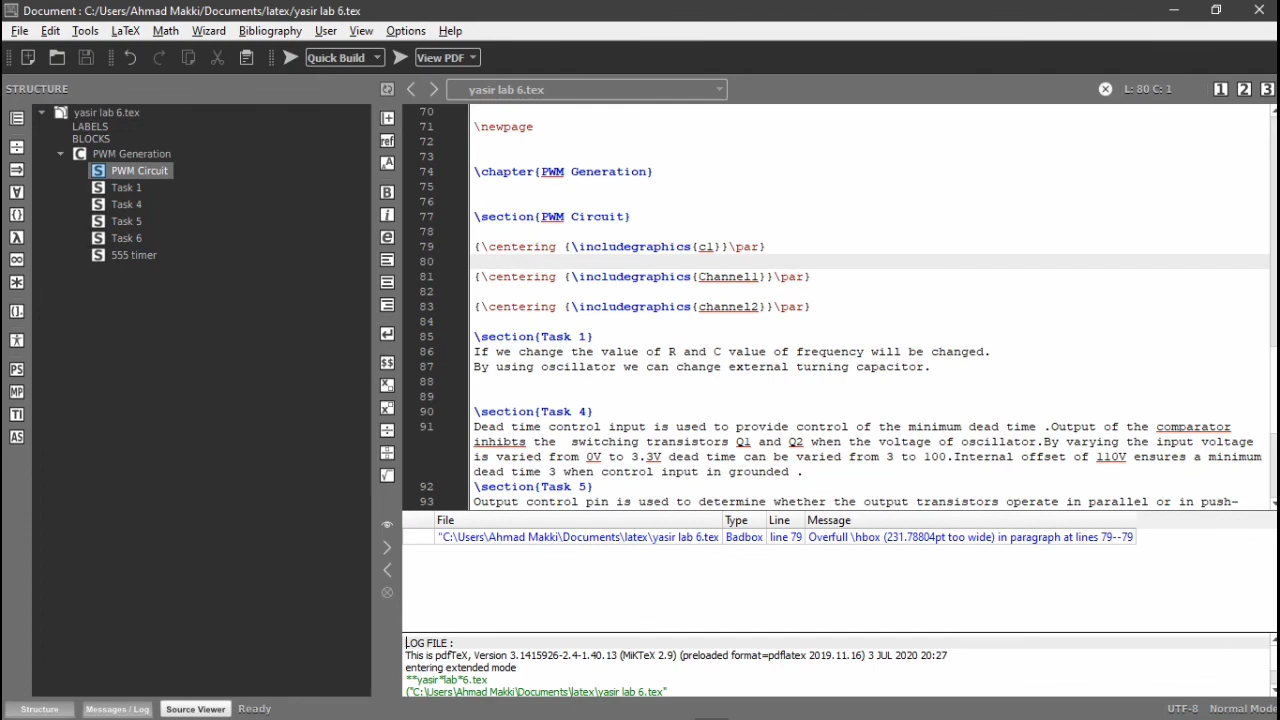 Document : C:/Users/Ahmad Makki/Documents/latex/yasir lab 6.tex
File Edit Tools LaTeX Math Wizard Bibliography User View Options Help
Quick Build View PDF
STRUCTURE
yasir lab 6.tex
L: 80 C: 1
1 2 3
yasir lab 6.tex
LABELS
BLOCKS
C PWM Generation
S PWM Circuit
S Task 1
S Task 4
S Task 5
S Task 6
S 555 timer
PS
MP
TI
AS
ref
B
i
e
$$
70
71 \newpage
72
73
74 \chapter{PWM Generation}
75
76
77 \section{PWM Circuit}
78
79 {\centering {\includegraphics{c1}}\par}
80
81 {\centering {\includegraphics{Channel1}}\par}
82
83 {\centering {\includegraphics{channel2}}\par}
84
85 \section{Task 1}
86 If we change the value of R and C value of frequency will be changed.
87 By using oscillator we can change external turning capacitor.
88
89
90 \section{Task 4}
91 Dead time control input is used to provide control of the minimum dead time .Output of the comparator
inhibts the  switching transistors Q1 and Q2 when the voltage of oscillator.By varying the input voltage
is varied from 0V to 3.3V dead time can be varied from 3 to 100.Internal offset of 110V ensures a minimum
dead time 3 when control input in grounded .
92 \section{Task 5}
93 Output control pin is used to determine whether the output transistors operate in parallel or in push-
File Type Line Message
"C:\Users\Ahmad Makki\Documents\latex\yasir lab 6.tex Badbox line 79 Overfull \hbox (231.78804pt too wide) in paragraph at lines 79--79
LOG FILE :
This is pdfTeX, Version 3.1415926-2.4-1.40.13 (MiKTeX 2.9) (preloaded format=pdflatex 2019.11.16) 3 JUL 2020 20:27
entering extended mode
**yasir*lab*6.tex
("C:\Users\Ahmad Makki\Documents\latex\yasir lab 6.tex"
Structure Messages / Log Source Viewer Ready
UTF-8 Normal Mode